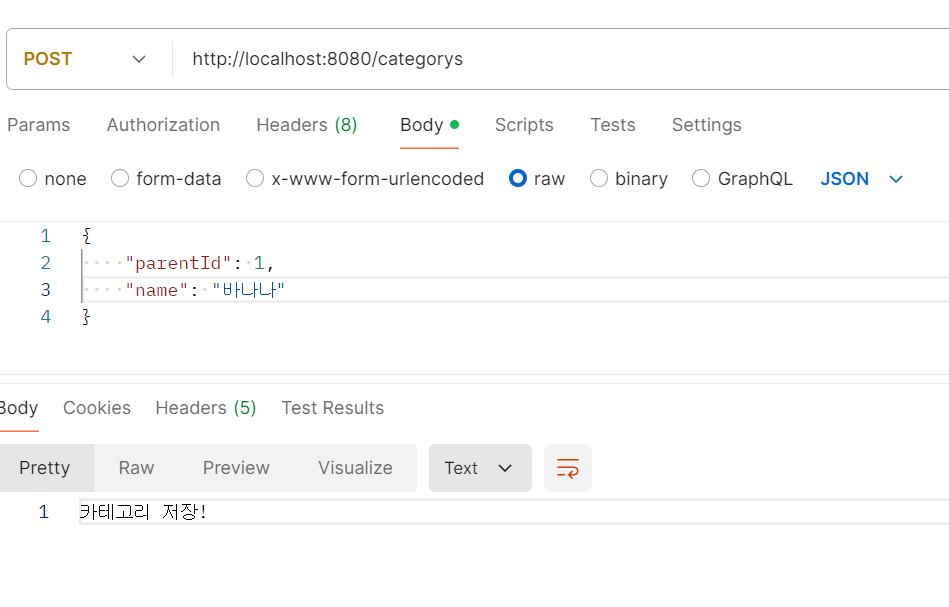 POST http://localhost:8080/categorys
Params Authorization Headers (8) Body Scripts Tests Settings
none form-data x-www-form-urlencoded raw binary GraphQL JSON
1 {
2 "parentId": 1,
3 "name": "바나나"
4 }
Body Cookies Headers (5) Test Results
Pretty Raw Preview Visualize Text
1 카테고리 저장!